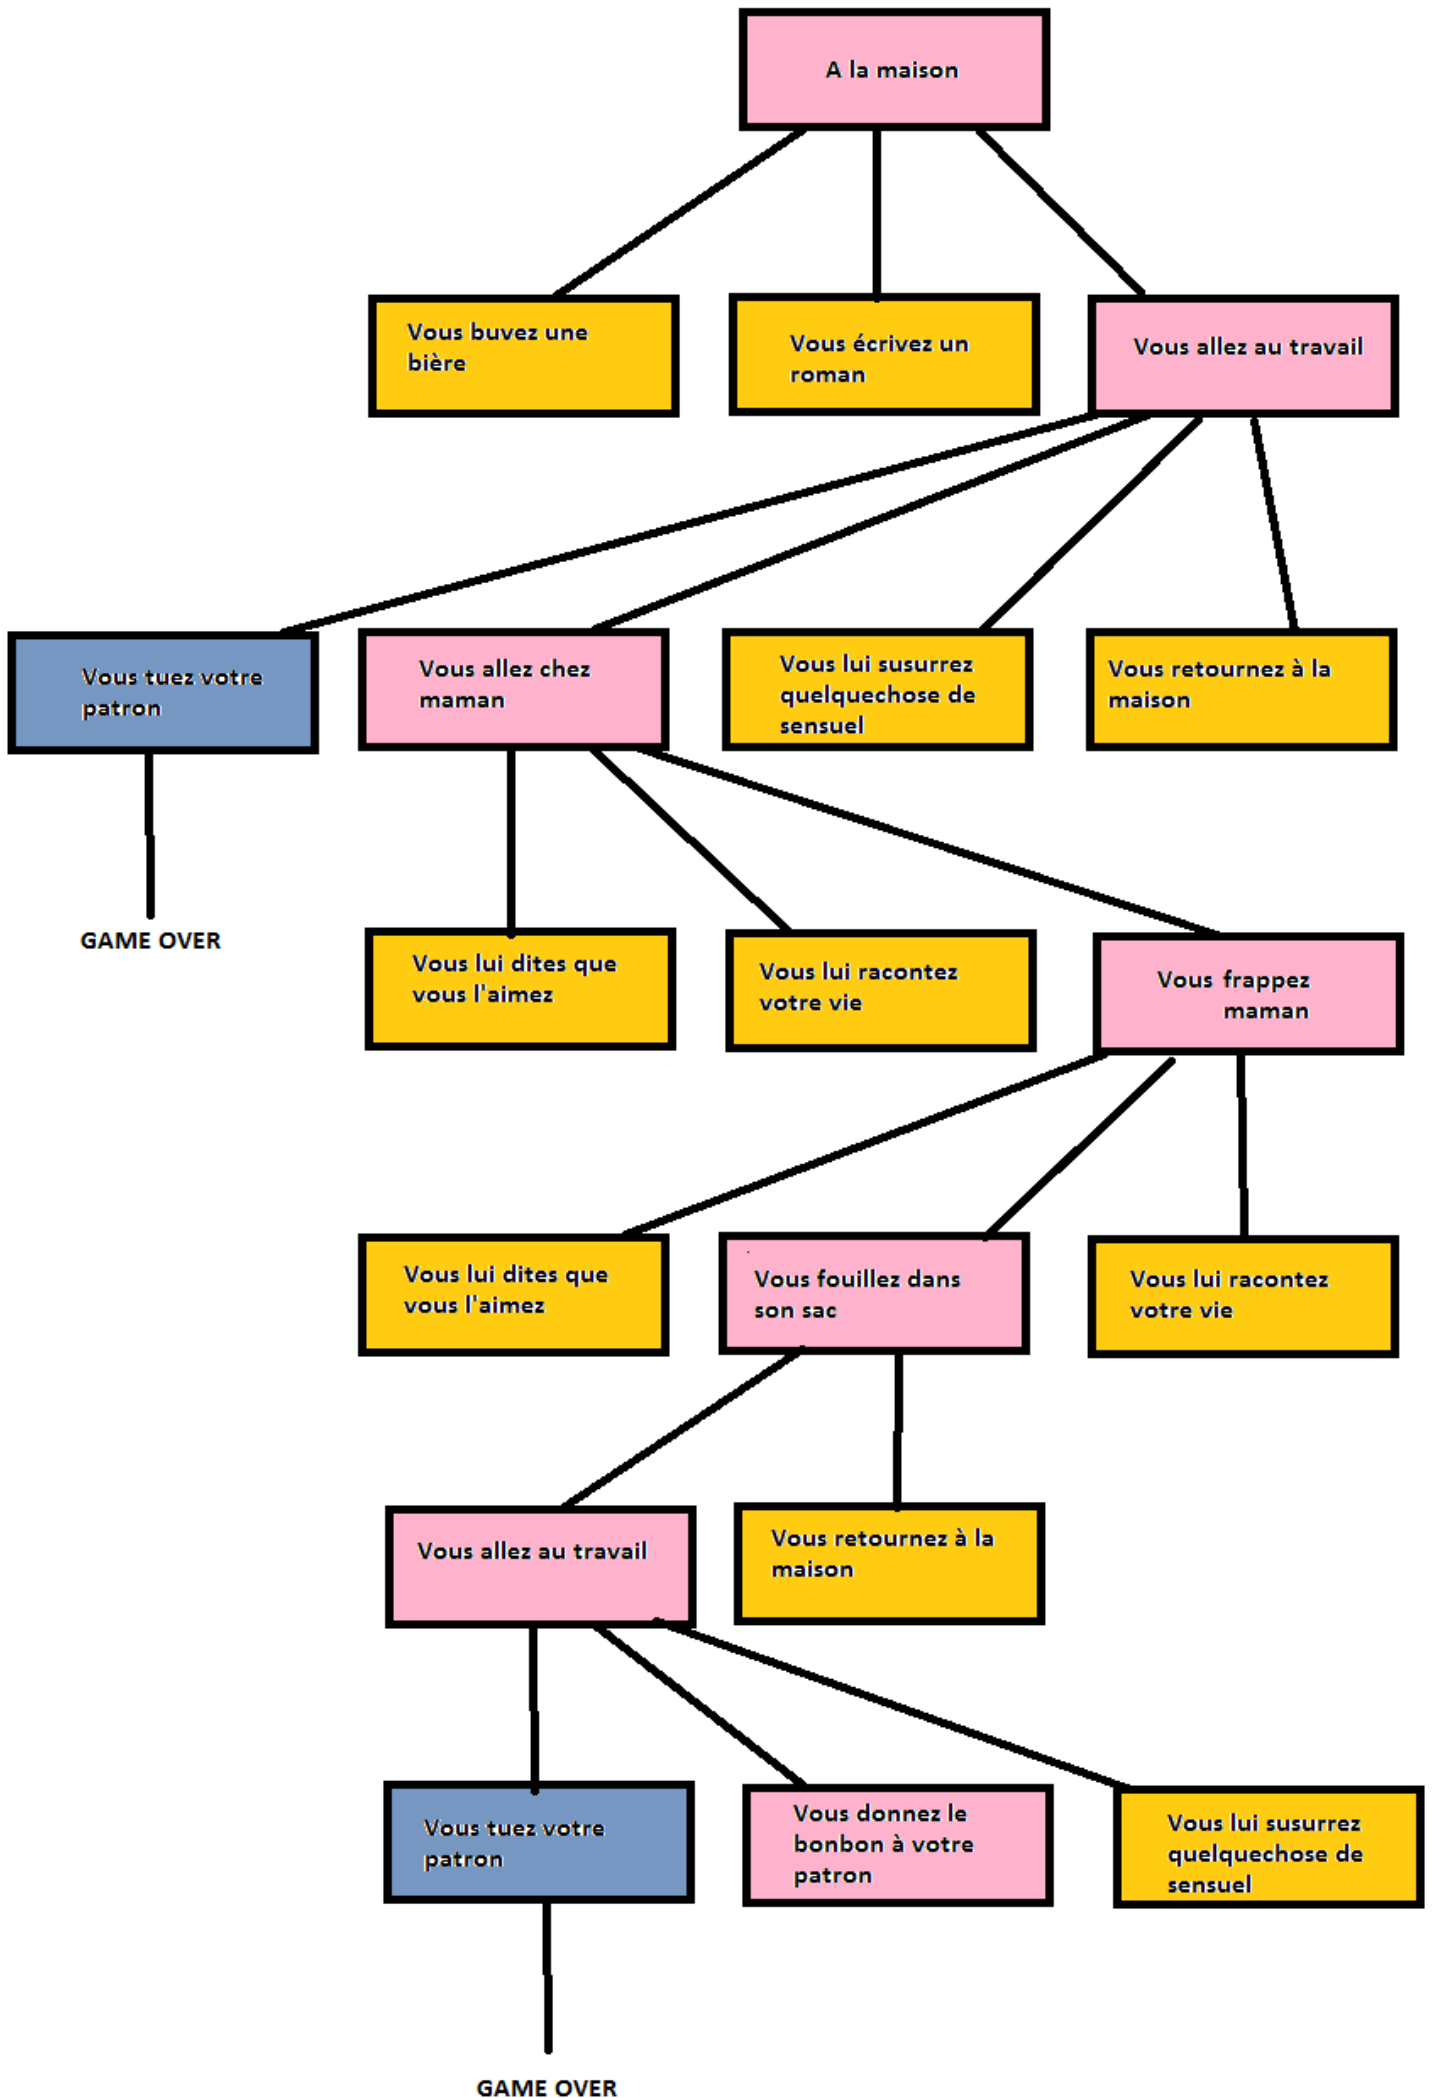 A la maison
Vous buvez une
bière
Vous écrivez un
roman
Vous allez au travail
Vous tuez votre
patron
Vous allez chez
maman
Vous lui susurrez
quelquechose de
sensuel
Vous retournez à la
maison
GAME OVER
Vous lui dites que
vous l'aimez
Vous lui racontez
votre vie
Vous frappez
maman
Vous lui dites que
vous l'aimez
Vous fouillez dans
son sac
Vous lui racontez
votre vie
Vous allez au travail
Vous retournez à la
maison
Vous tuez votre
patron
Vous donnez le
bonbon à votre
patron
Vous lui susurrez
quelquechose de
sensuel
GAME OVER